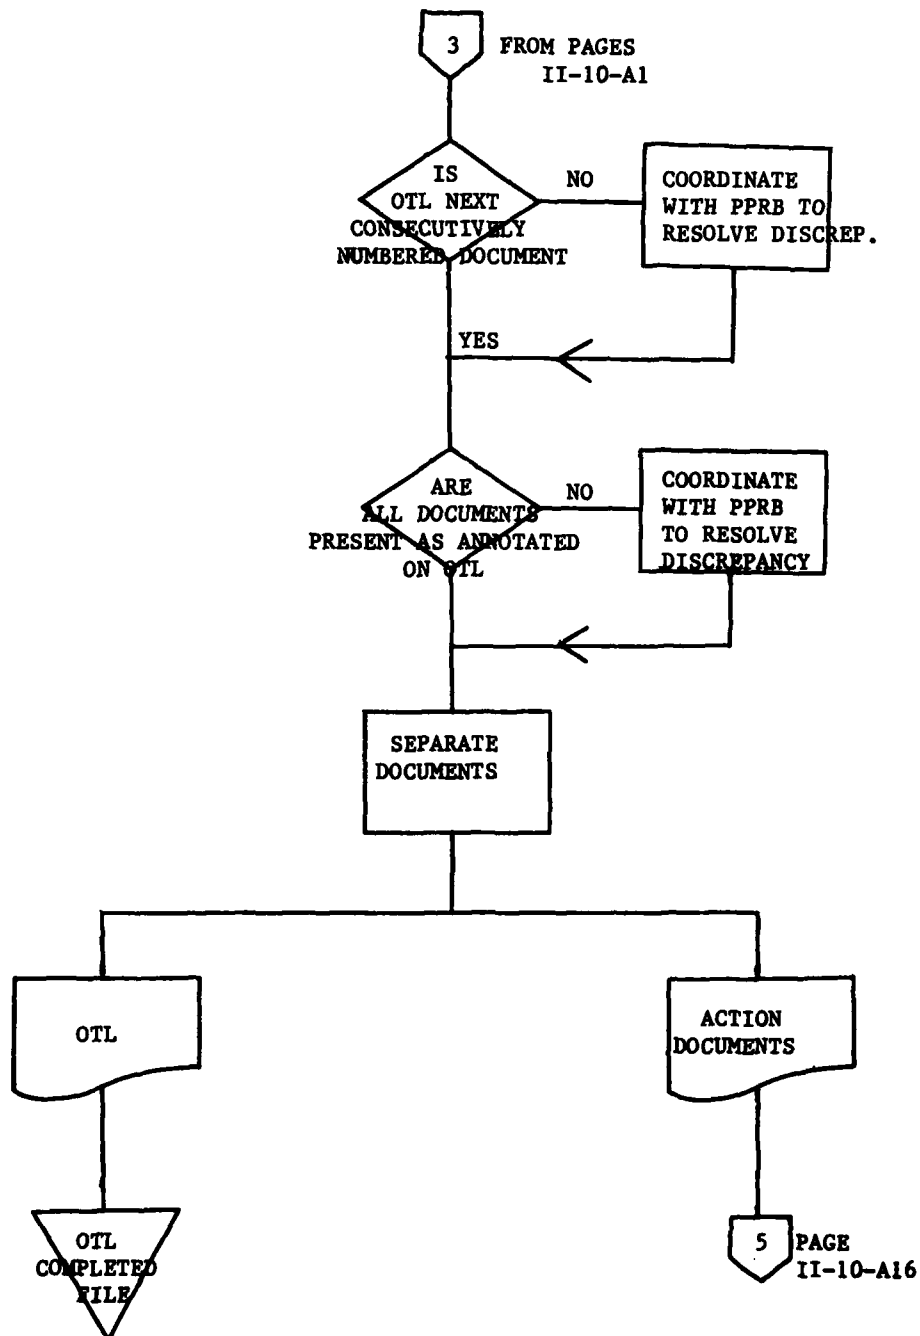 3 FROM PAGES
II-10-A1
IS
OTL NEXT
CONSECUTIVELY
NUMBERED DOCUMENT
NO
COORDINATE
WITH PPRB TO
RESOLVE DISCREP.
YES
ARE
ALL DOCUMENTS
PRESENT AS ANNOTATED
ON OTL
NO
COORDINATE
WITH PPRB
TO RESOLVE
DISCREPANCY
SEPARATE
DOCUMENTS
OTL
ACTION
DOCUMENTS
OTL
COMPLETED
FILE
5 PAGE
II-10-A16